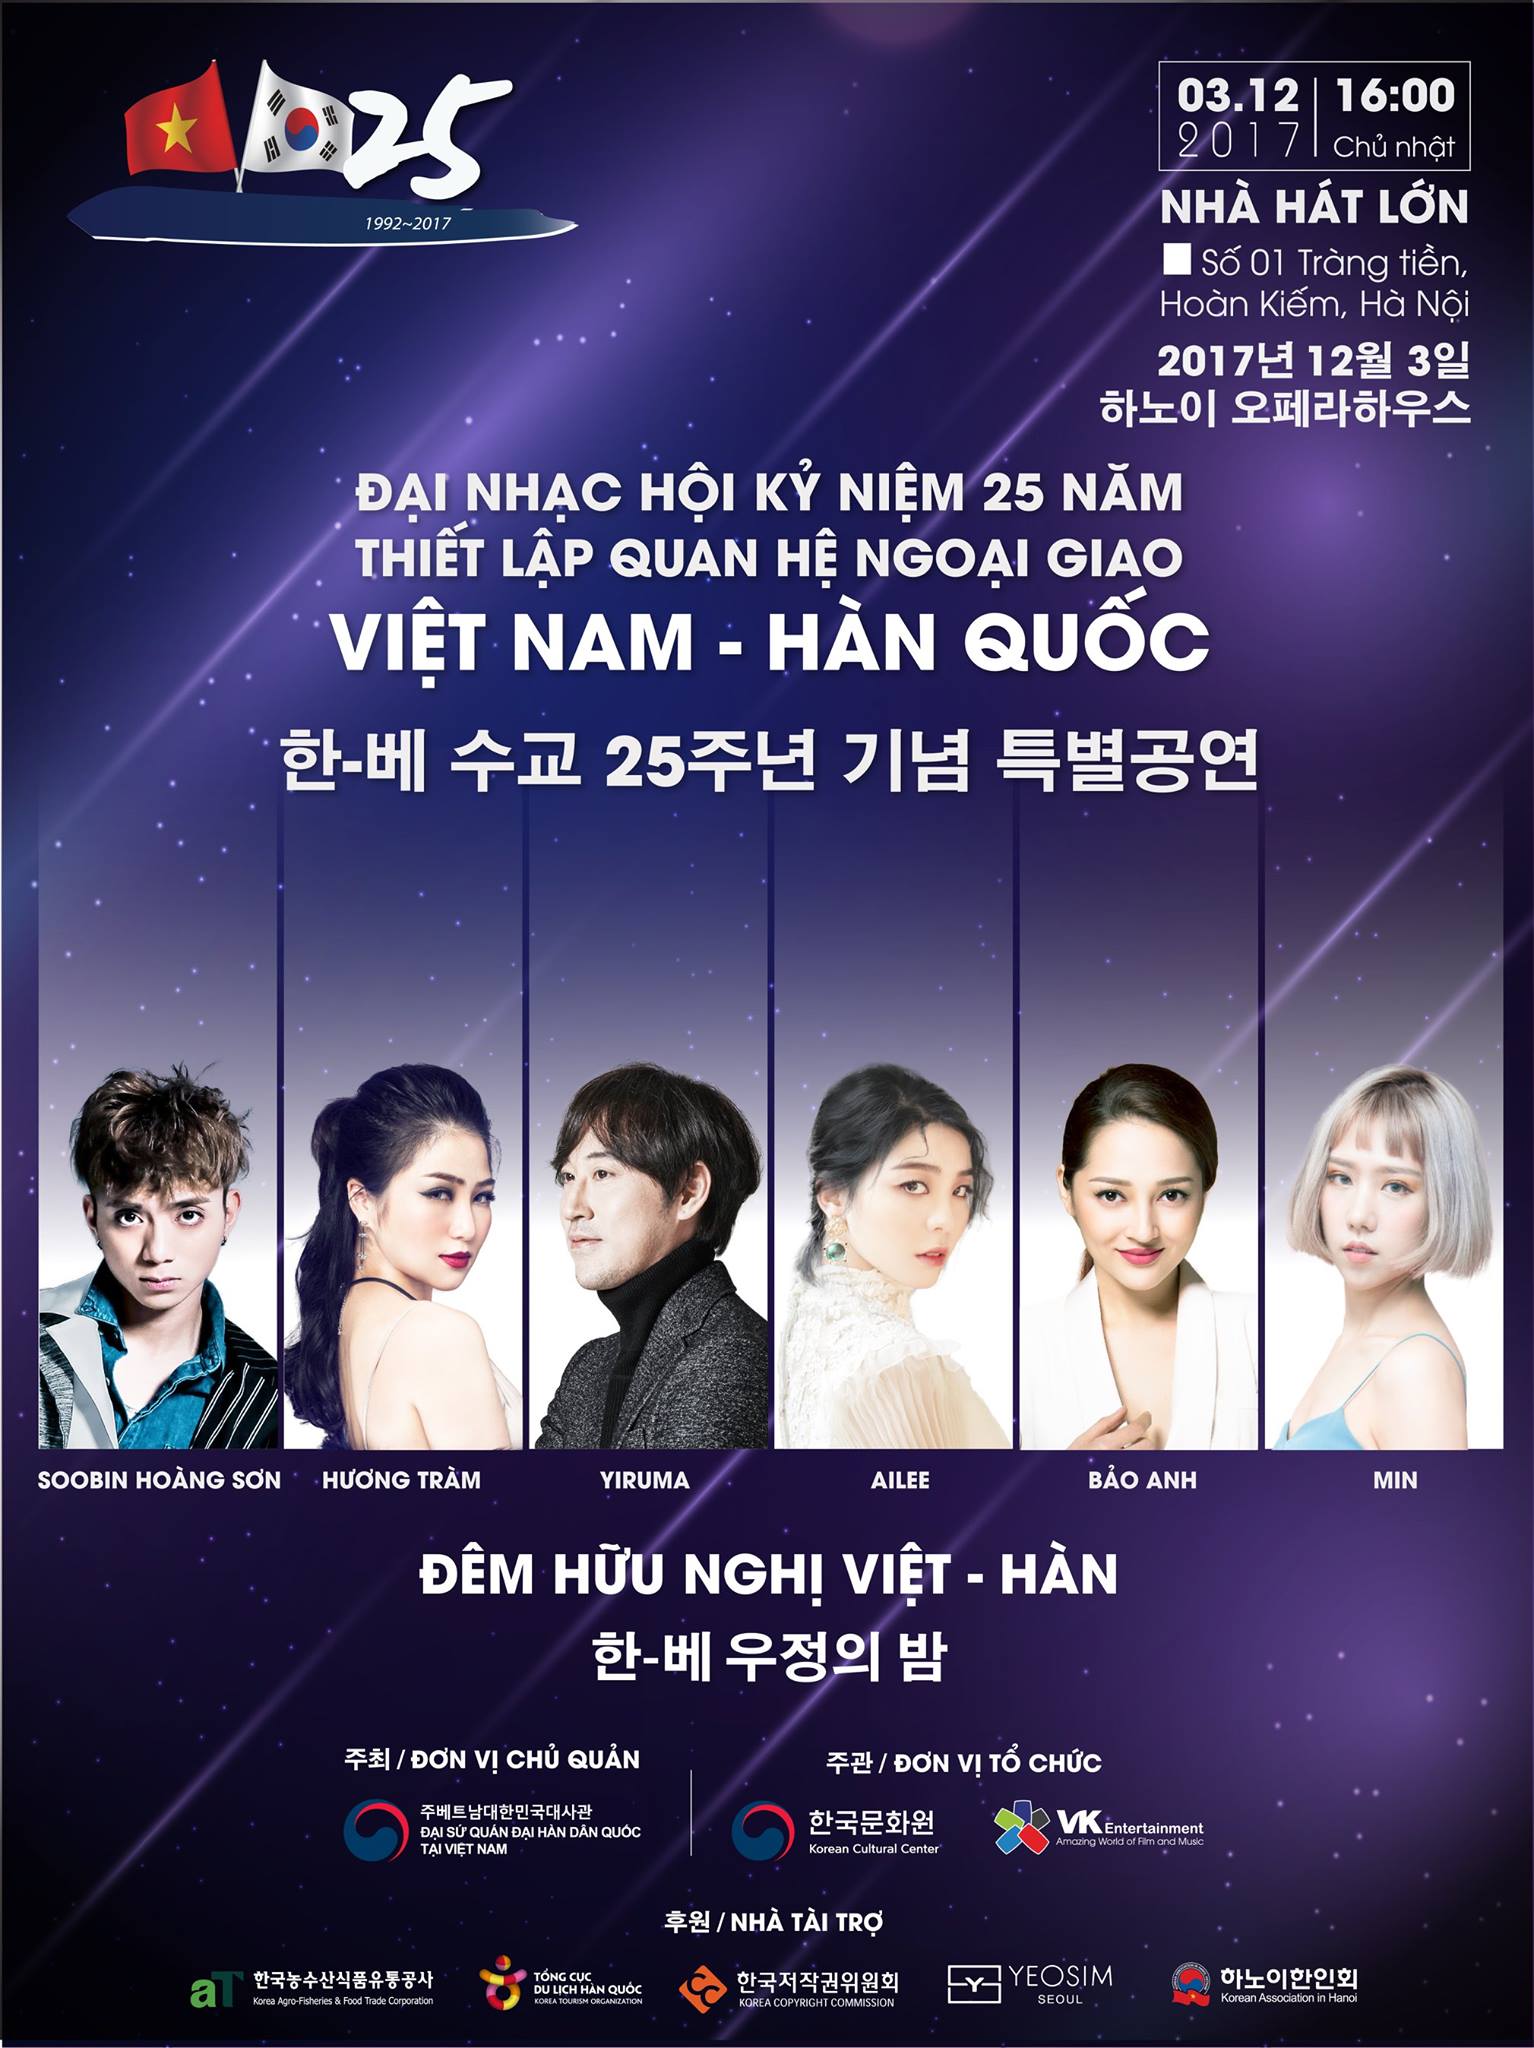 25
1992~2017
03.12 16:00
2017 Chủ nhật
NHÀ HÁT LỚN
Số 01 Tràng tiền,
Hoàn Kiếm, Hà Nội
2017년 12월 3일
하노이 오페라하우스
ĐẠI NHẠC HỘI KỶ NIỆM 25 NĂM
THIẾT LẬP QUAN HỆ NGOẠI GIAO
VIỆT NAM - HÀN QUỐC
한-베 수교 25주년 기념 특별공연
SOOBIN HOÀNG SƠN HƯƠNG TRÀM YIRUMA AILEE BẢO ANH MIN
ĐÊM HỮU NGHỊ VIỆT - HÀN
한-베 우정의 밤
주최 / ĐƠN VỊ CHỦ QUẢN
주베트남대한민국대사관
ĐẠI SỨ QUÁN ĐẠI HÀN DÂN QUỐC
TẠI VIỆT NAM
주관 / ĐƠN VỊ TỔ CHỨC
한국문화원
Korean Cultural Center
VK Entertainment
Amazing World of Film and Music
후원 / NHÀ TÀI TRỢ
aT 한국농수산식품유통공사
Korea Agro-Fisheries & Food Trade Corporation
TỔNG CỤC
DU LỊCH HÀN QUỐC
KOREA TOURISM ORGANIZATION
CC 한국저작권위원회
KOREA COPYRIGHT COMMISSION
Y YEOSIM
SEOUL
하노이한인회
Korean Association in Hanoi